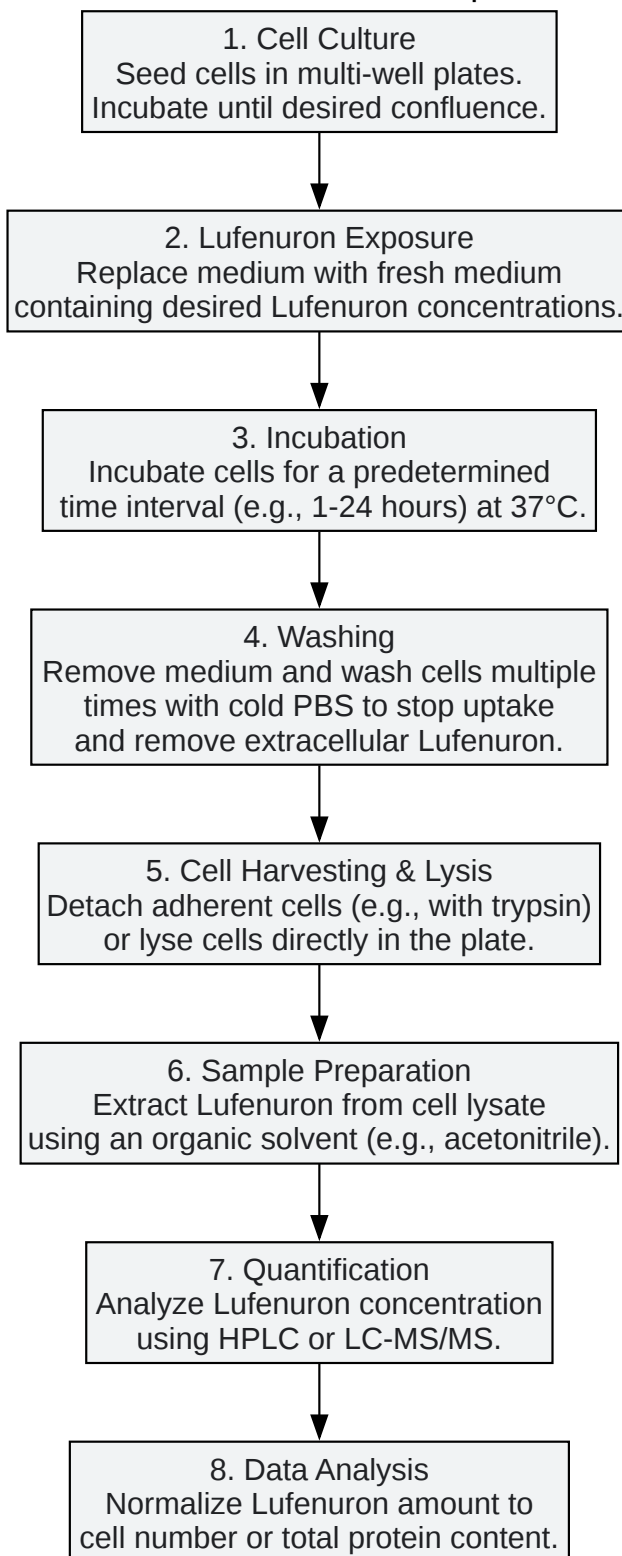 1. Cell Culture
Seed cells in multi-well plates.
Incubate until desired confluence.
2. Lufenuron Exposure
Replace medium with fresh medium
containing desired Lufenuron concentrations.
3. Incubation
Incubate cells for a predetermined
time interval (e.g., 1-24 hours) at 37°C.
4. Washing
Remove medium and wash cells multiple
times with cold PBS to stop uptake
and remove extracellular Lufenuron.
5. Cell Harvesting & Lysis
Detach adherent cells (e.g., with trypsin)
or lyse cells directly in the plate.
6. Sample Preparation
Extract Lufenuron from cell lysate
using an organic solvent (e.g., acetonitrile).
7. Quantification
Analyze Lufenuron concentration
using HPLC or LC-MS/MS.
8. Data Analysis
Normalize Lufenuron amount to
cell number or total protein content.